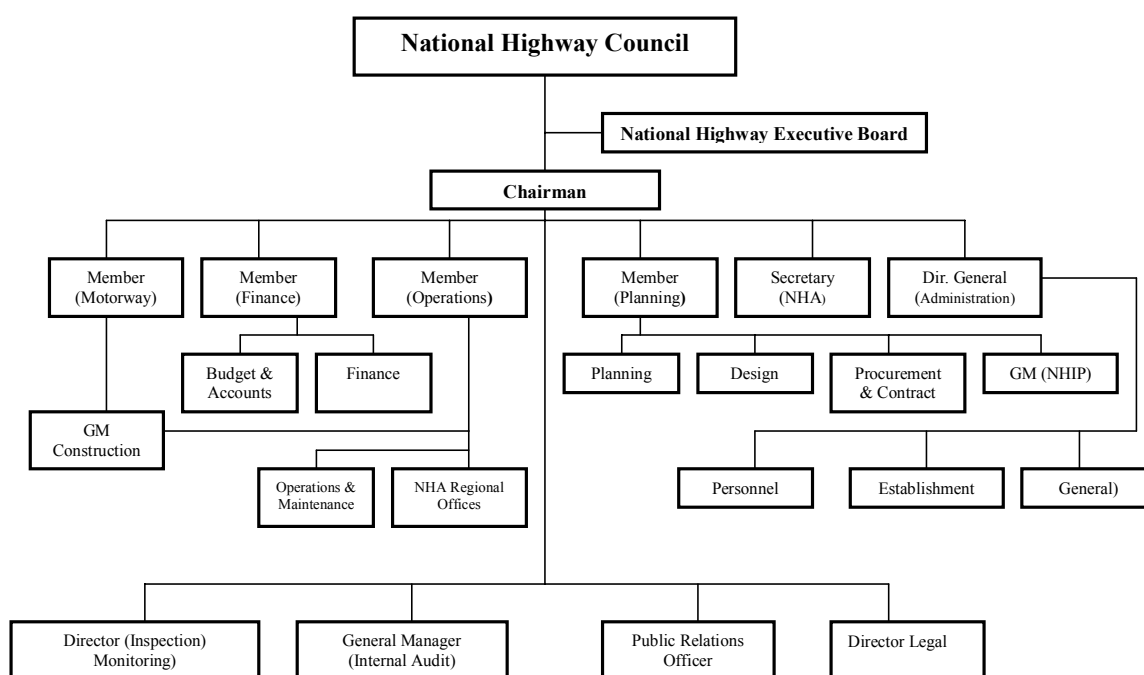 National Highway Council
National Highway Executive Board
Chairman
Member
(Motorway)
Member
(Finance)
Member
(Operations)
Member
(Planning)
Secretary
(NHA)
Dir. General
(Administration)
Budget &
Accounts
Finance
Planning
Design
Procurement
& Contract
GM (NHIP)
GM
Construction
Operations &
Maintenance
NHA Regional
Offices
Personnel
Establishment
General)
Director (Inspection)
Monitoring)
General Manager
(Internal Audit)
Public Relations
Officer
Director Legal